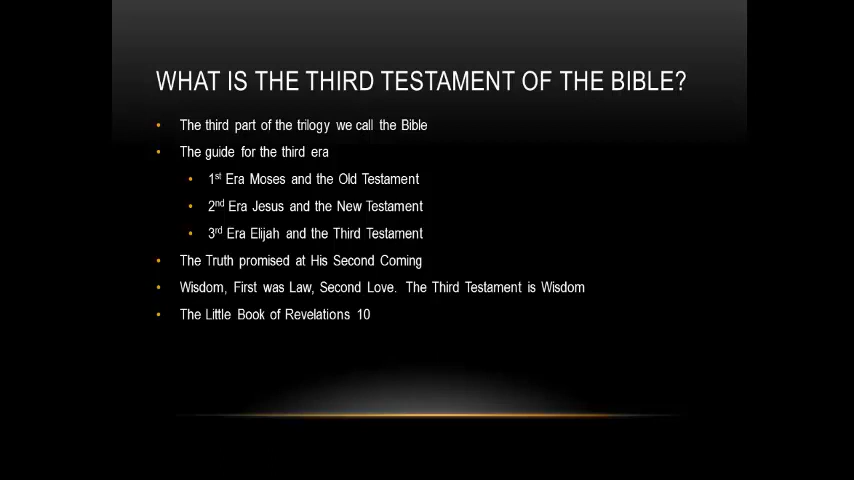 WHAT IS THE THIRD TESTAMENT OF THE BIBLE?
• The third part of the trilogy we call the Bible
• The guide for the third era
• 1st Era Moses and the Old Testament
• 2nd Era Jesus and the New Testament
• 3rd Era Elijah and the Third Testament
• The Truth promised at His Second Coming
• Wisdom, First was Law, Second Love. The Third Testament is Wisdom
• The Little Book of Revelations 10